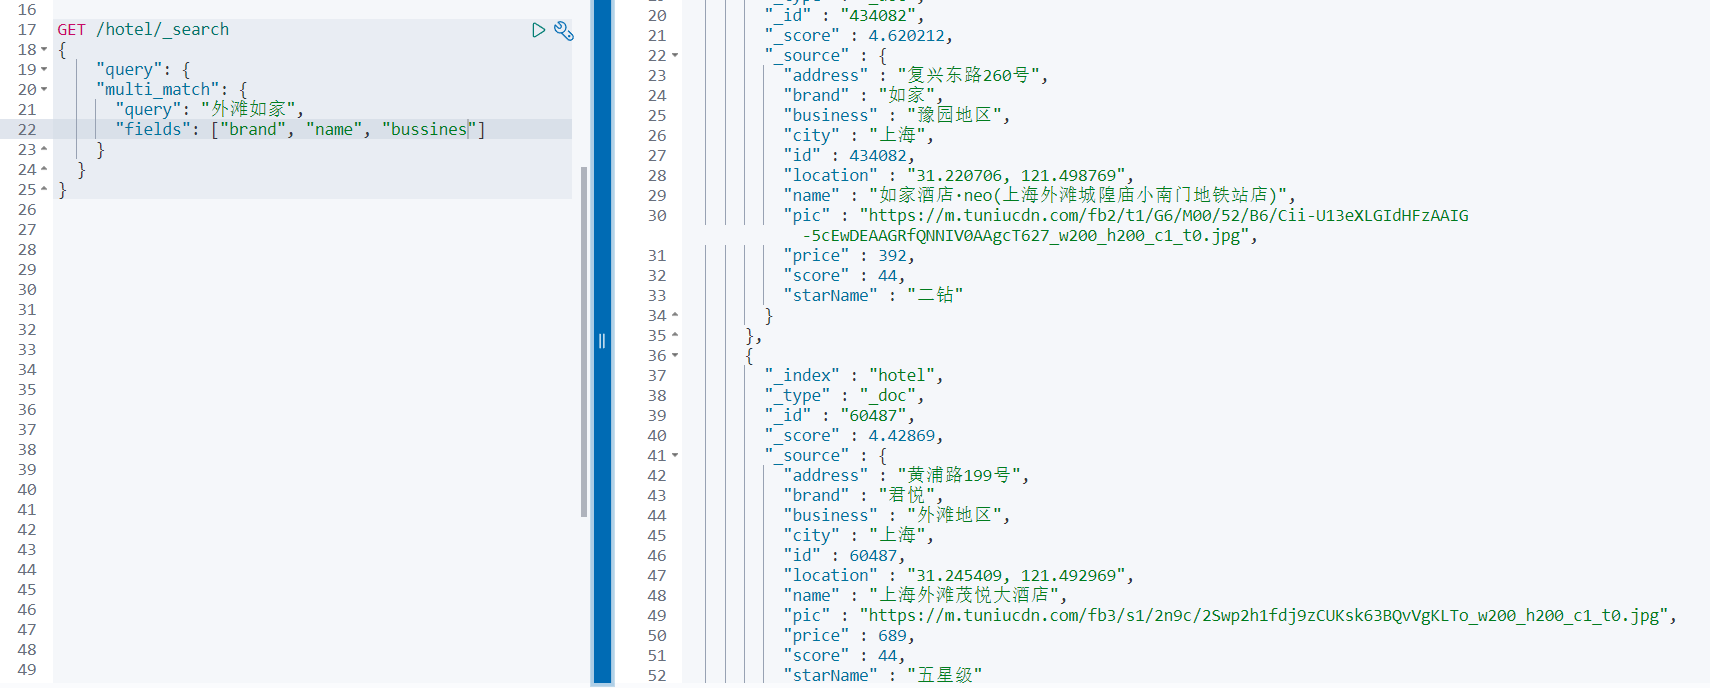 16
17 GET /hotel/_search
18 {
19 "query": {
20 "multi_match": {
21 "query": "外滩如家",
22 "fields": ["brand", "name", "bussines"]
23 }
24 }
25 }
26
27
28
29
30
31
32
33
34
35
36
37
38
39
40
41
42
43
44
45
46
47
48
49
20 "_id" : "434082",
21 "_score" : 4.620212,
22 "_source" : {
23 "address" : "复兴东路260号",
24 "brand" : "如家",
25 "business" : "豫园地区",
26 "city" : "上海",
27 "id" : 434082,
28 "location" : "31.220706, 121.498769",
29 "name" : "如家酒店·neo(上海外滩城隍庙小南门地铁站店)",
30 "pic" : "https://m.tuniucdn.com/fb2/t1/G6/M00/52/B6/Cii-U13eXLGIdHFzAAIG
-5cEwDEAAGRfQNNIV0AAgcT627_w200_h200_c1_t0.jpg",
31 "price" : 392,
32 "score" : 44,
33 "starName" : "二钻"
34 }
35 },
36 {
37 "_index" : "hotel",
38 "_type" : "_doc",
39 "_id" : "60487",
40 "_score" : 4.42869,
41 "_source" : {
42 "address" : "黄浦路199号",
43 "brand" : "君悦",
44 "business" : "外滩地区",
45 "city" : "上海",
46 "id" : 60487,
47 "location" : "31.245409, 121.492969",
48 "name" : "上海外滩茂悦大酒店",
49 "pic" : "https://m.tuniucdn.com/fb3/s1/2n9c/2Swp2h1fdj9zCUKsk63BQvVgKLTo_w200_h200_c1_t0.jpg",
50 "price" : 689,
51 "score" : 44,
52 "starName" : "五星级"